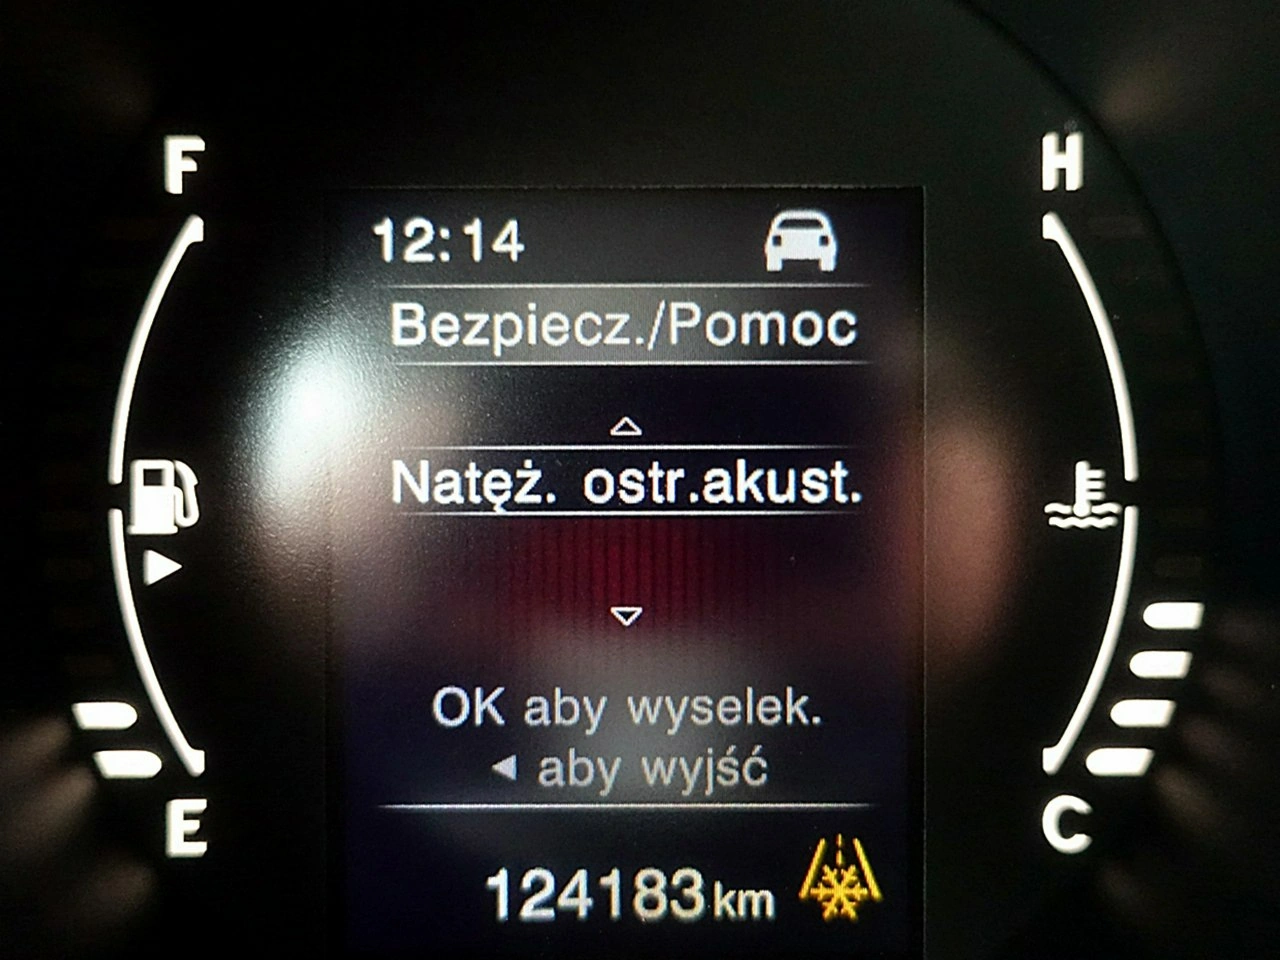 F
H
12:14
Bezpiecz./Pomoc
Natęż. ostr.akust.
OK aby wyselek.
◄ aby wyjść
E
C
124183 km